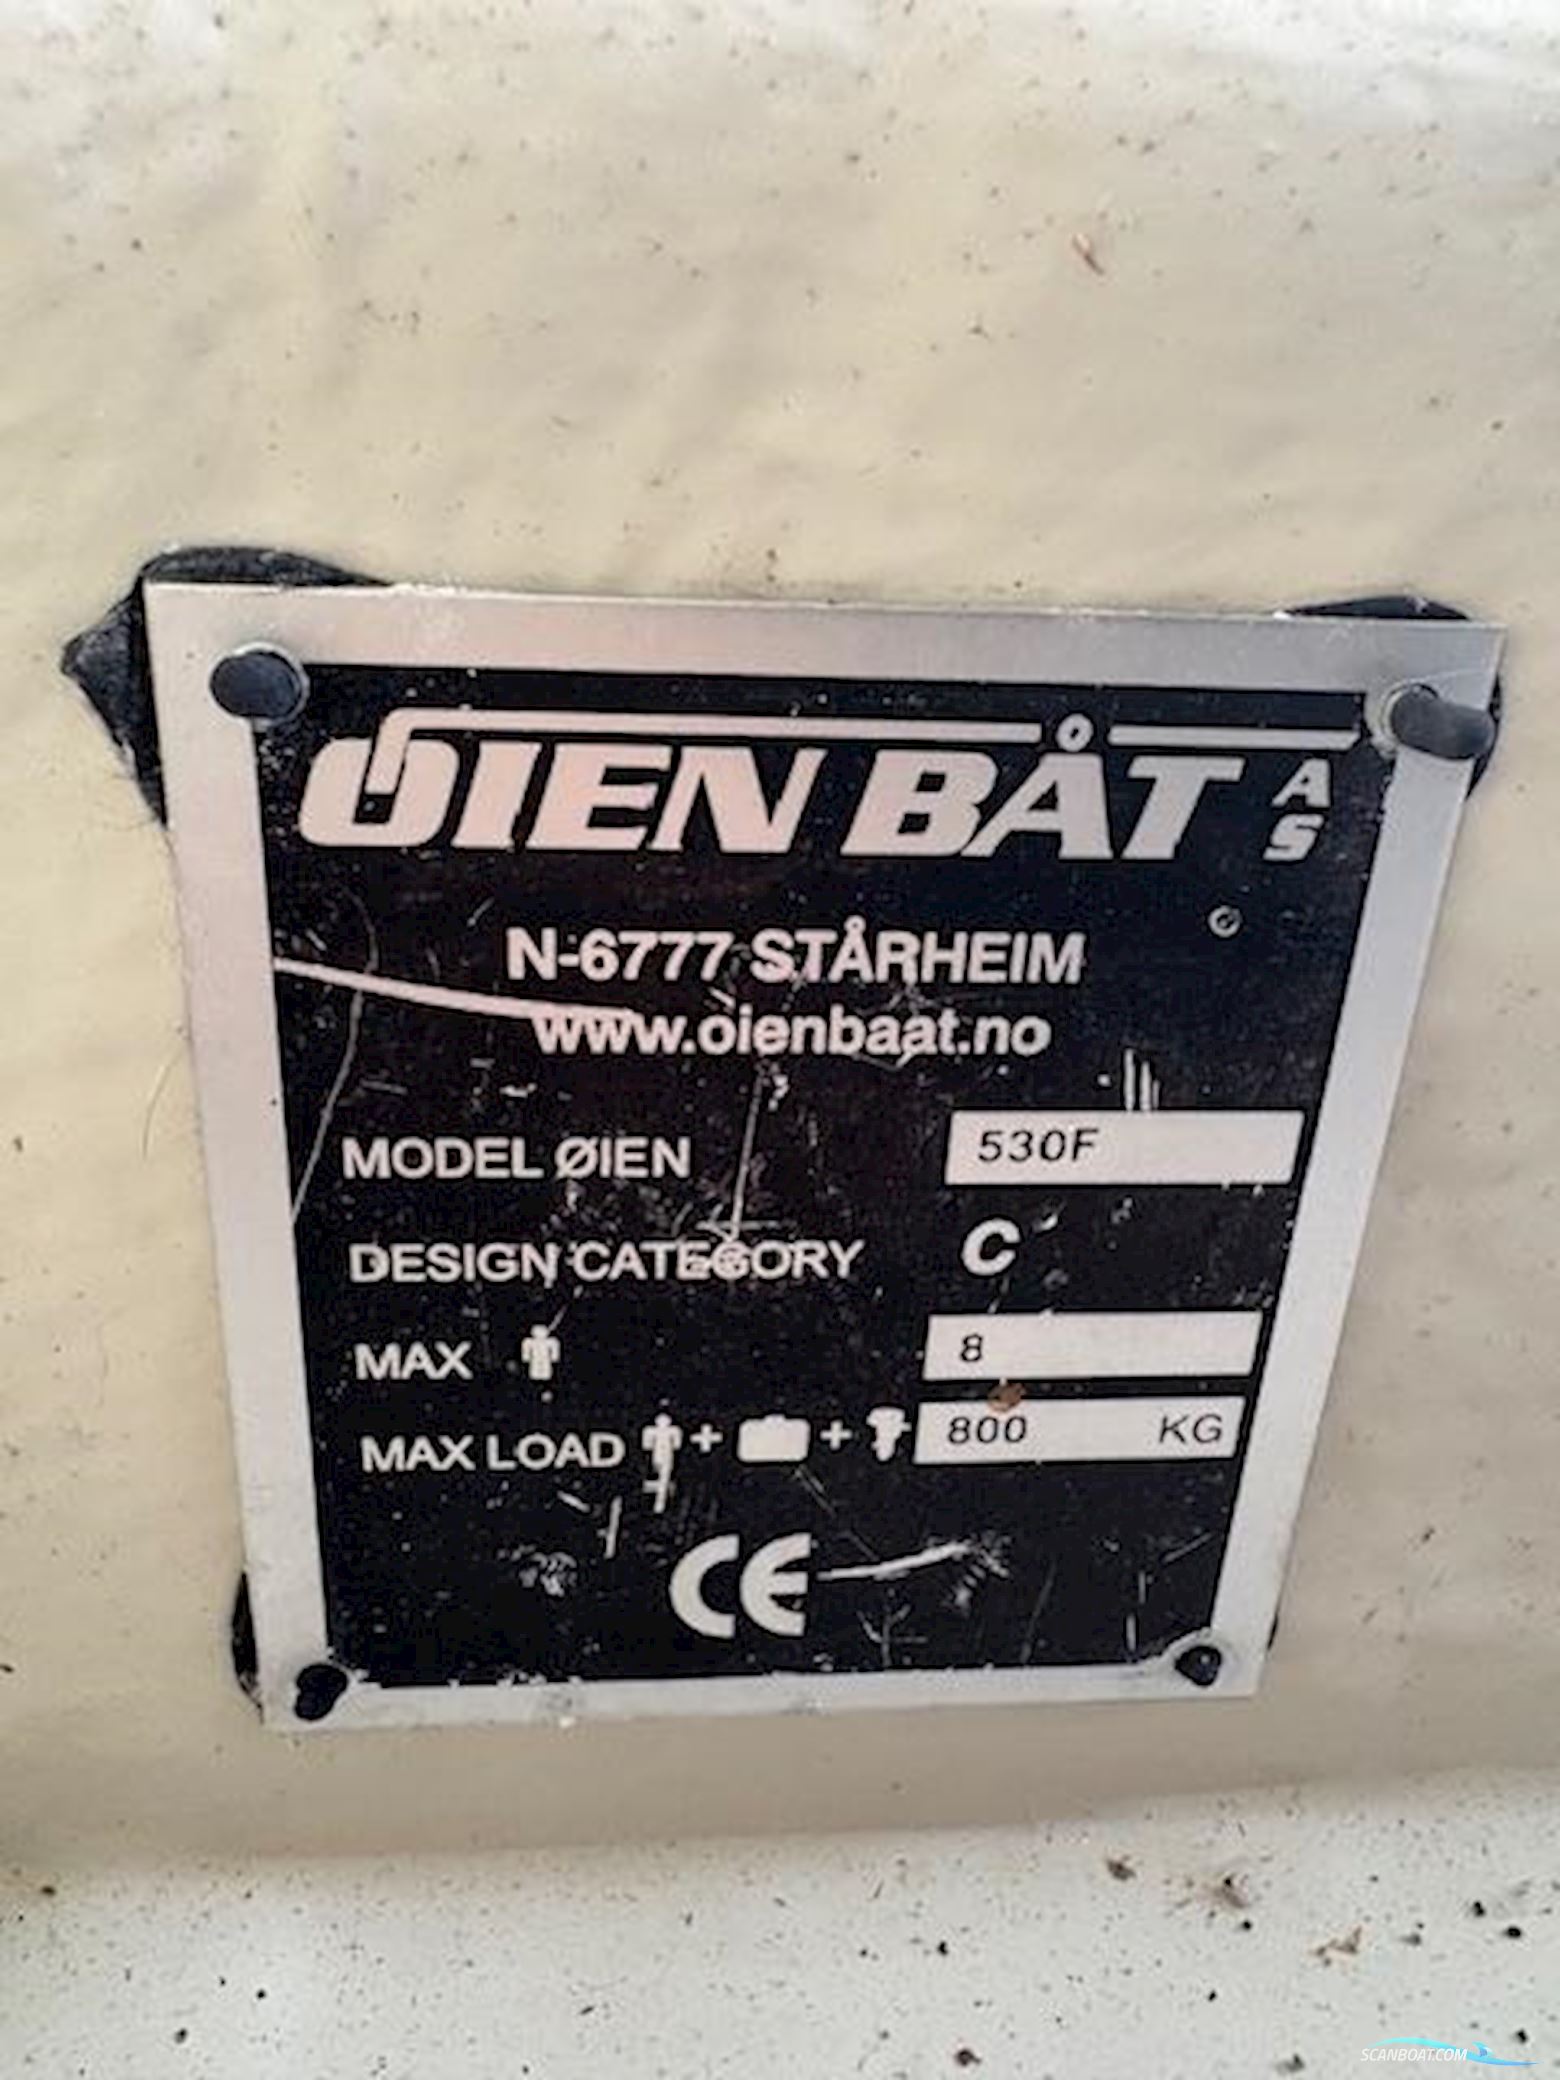 ØIEN BÅT AS
N-6777 STÅRHEIM
www.oienbaat.no
MODEL ØIEN 530F
DESIGN CATEGORY C
MAX 8
MAX LOAD + + 800 KG
CE
SCANBOAT.COM